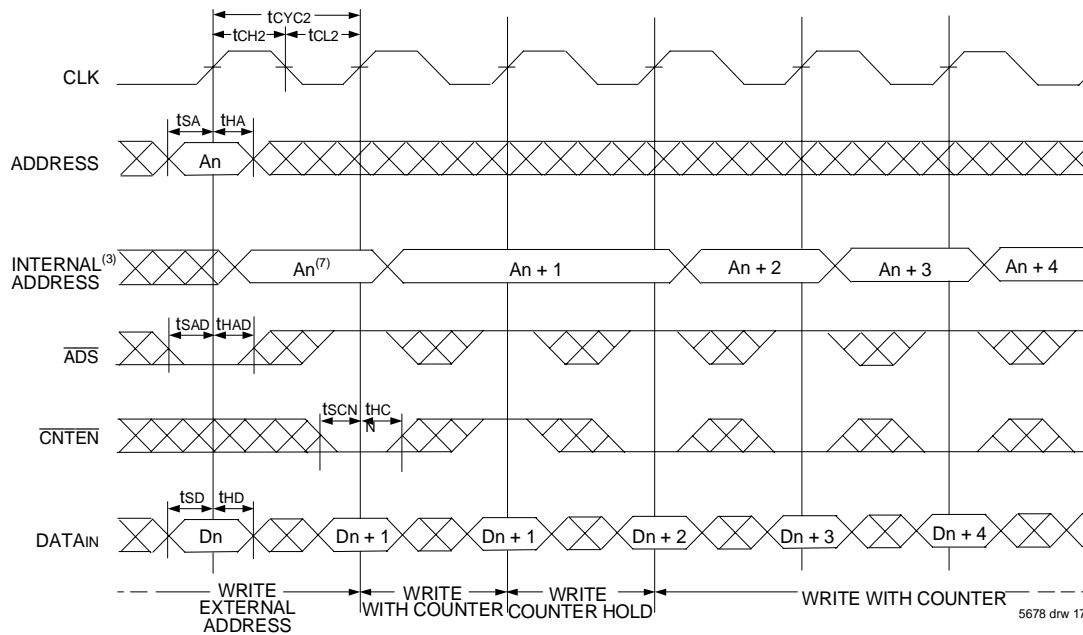 tCYC2
tCH2 tCL2
CLK
tSA tHA
ADDRESS An
INTERNAL(3)
ADDRESS
An(7) An + 1 An + 2 An + 3 An + 4
tSAD tHAD
ADS
tSCN tHC
N
CNTEN
tSD tHD
DATAIN Dn Dn + 1 Dn + 1 Dn + 2 Dn + 3 Dn + 4
WRITE
EXTERNAL
ADDRESS
WRITE
WITH COUNTER
WRITE
COUNTER HOLD
WRITE WITH COUNTER
5678 drw 17